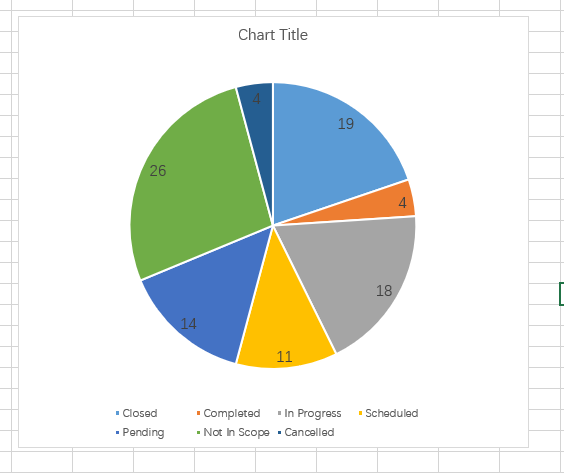 Chart Title
4
19
26
4
18
14
11
Closed Completed In Progress Scheduled
Pending Not In Scope Cancelled